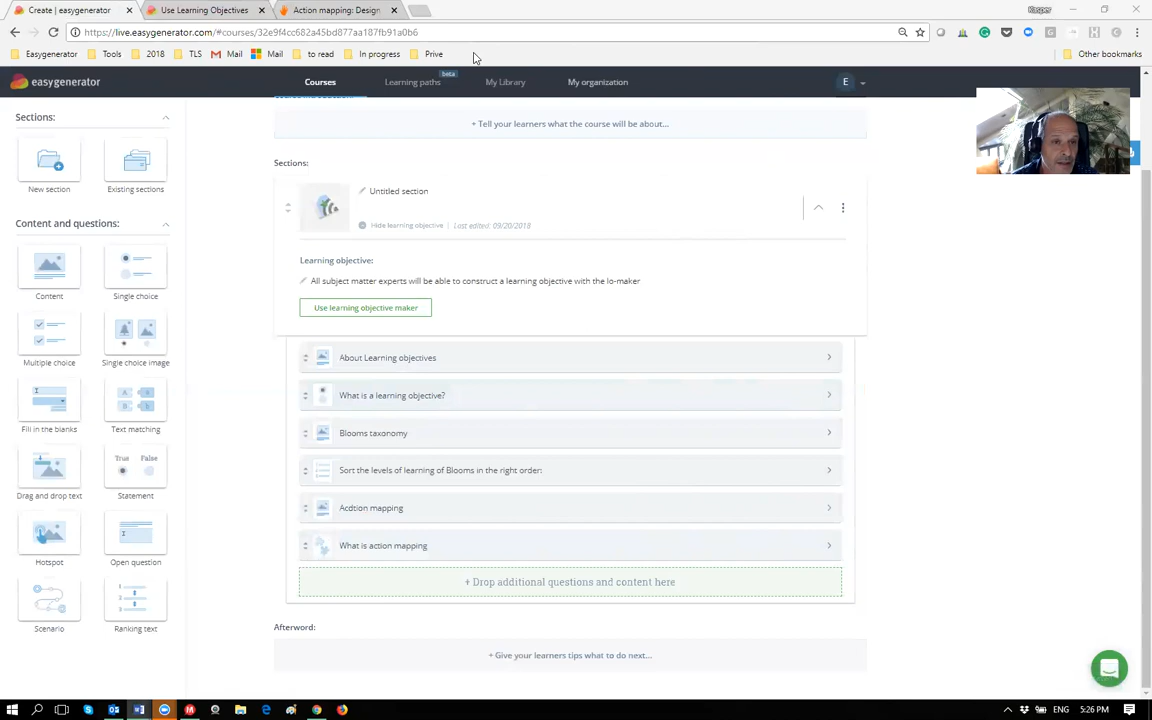 Create | easygenerator
Use Learning Objectives
Action mapping: Design
Kasper
https://live.easygenerator.com/#courses/32e9f4cc682a45bd877aa187fb91a0b6
Easygenerator
Tools
2018
TLS
Mail
Mail
to read
In progress
Prive
Other bookmarks
easygenerator
Courses
Learning paths
beta
My Library
My organization
E
Sections:
New section
Existing sections
Content and questions:
Content
Single choice
Multiple choice
Single choice image
Fill in the blanks
Text matching
True False
Drag and drop text
Statement
Hotspot
Open question
Scenario
Ranking text
+ Tell your learners what the course will be about...
Sections:
Untitled section
Hide learning objective
Last edited: 09/20/2018
Learning objective:
All subject matter experts will be able to construct a learning objective with the lo-maker
Use learning objective maker
About Learning objectives
What is a learning objective?
Blooms taxonomy
Sort the levels of learning of Blooms in the right order:
Acdtion mapping
What is action mapping
+ Drop additional questions and content here
Afterword:
+ Give your learners tips what to do next...
ENG
5:26 PM